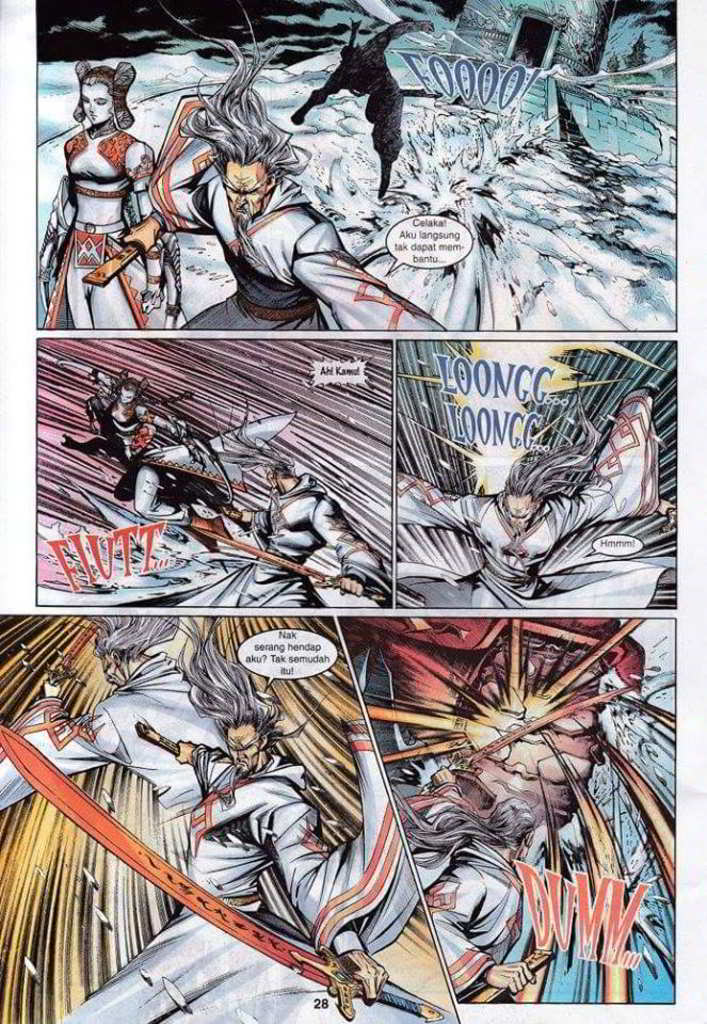 FOOOO!
Celaka!
Aku langsung
tak dapat mem-
bantu...
Ah! Kamu!
FIUTT...
LOONGG...
LOONGG...
Hmmm!
Nak
serang hendap
aku? Tak semudah
itu!
DUMM...
28